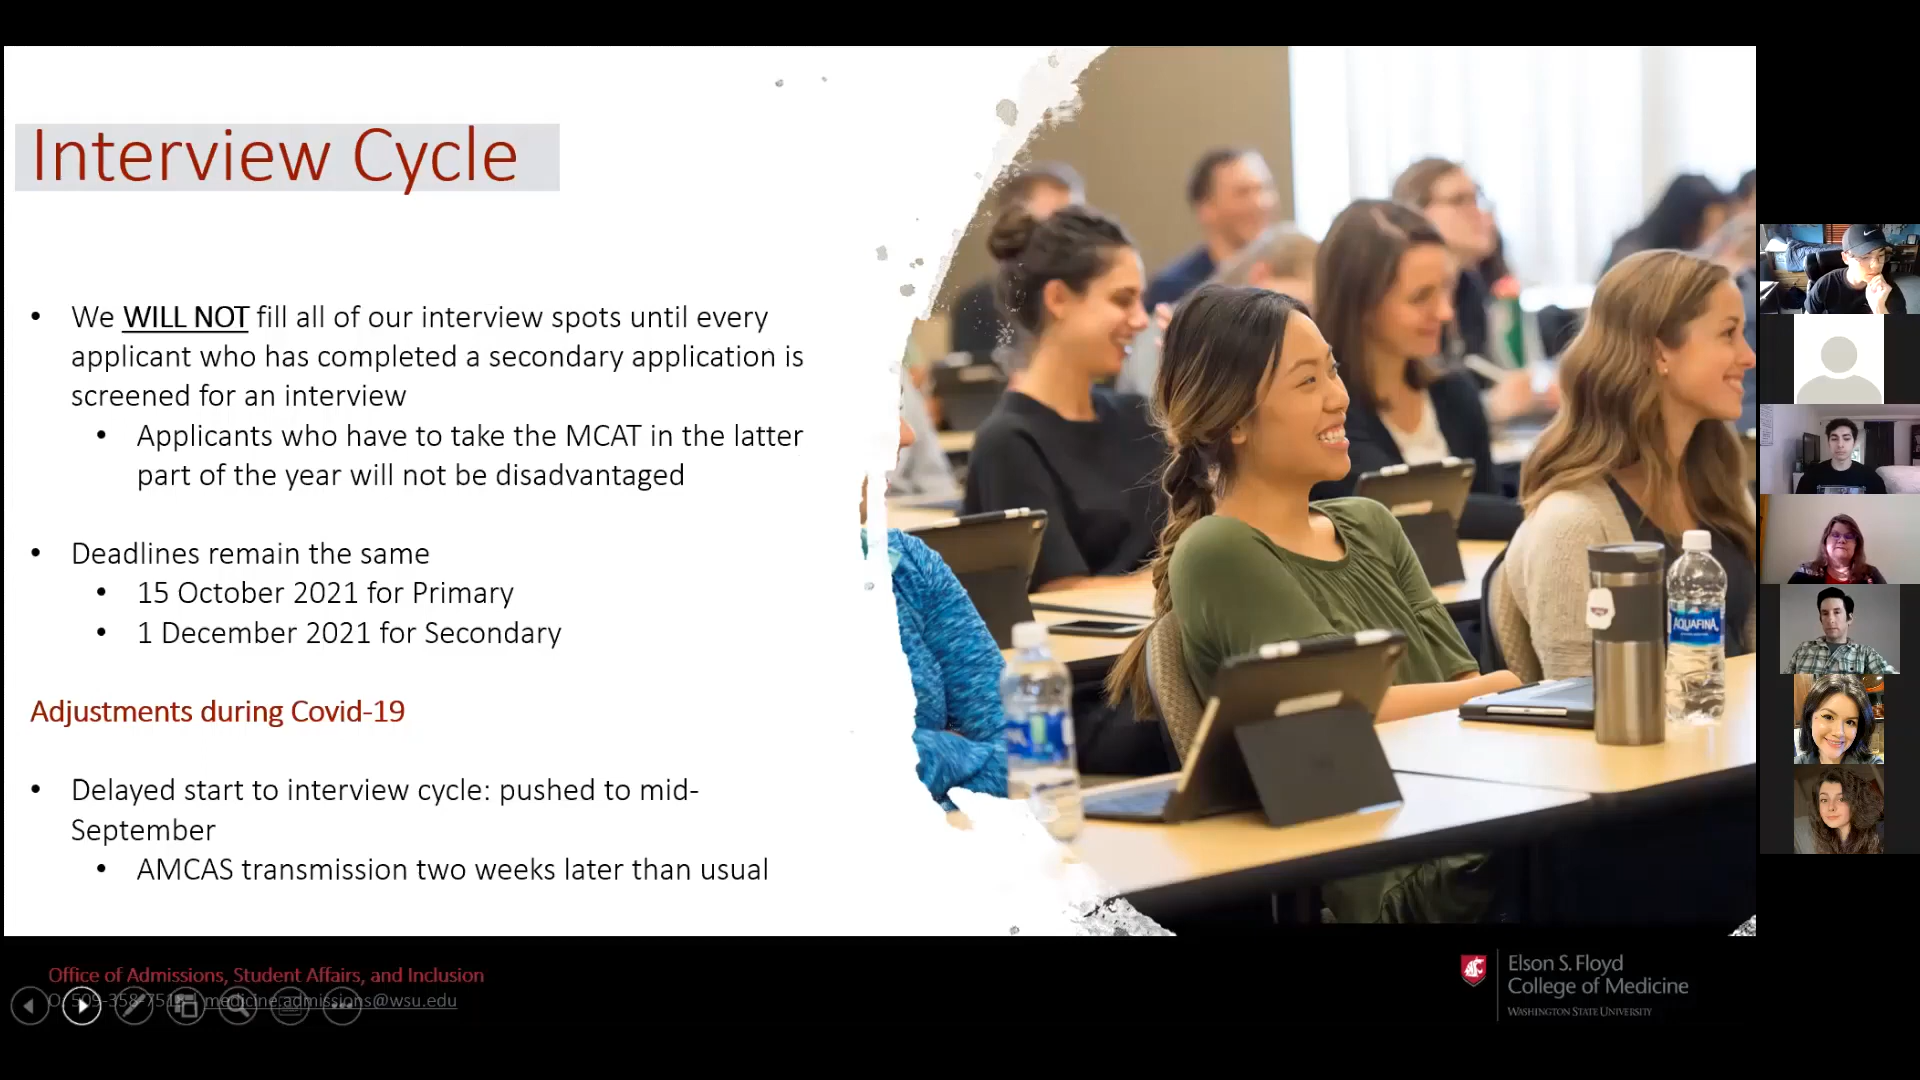 Interview Cycle
• We WILL NOT fill all of our interview spots until every
applicant who has completed a secondary application is
screened for an interview
• Applicants who have to take the MCAT in the latter
part of the year will not be disadvantaged
• Deadlines remain the same
• 15 October 2021 for Primary
• 1 December 2021 for Secondary
Adjustments during Covid-19
• Delayed start to interview cycle: pushed to mid-
September
• AMCAS transmission two weeks later than usual
AQUAFINA
Office of Admissions, Student Affairs, and Inclusion
medicine.admissions@wsu.edu
Elson S. Floyd
College of Medicine
WASHINGTON STATE UNIVERSITY